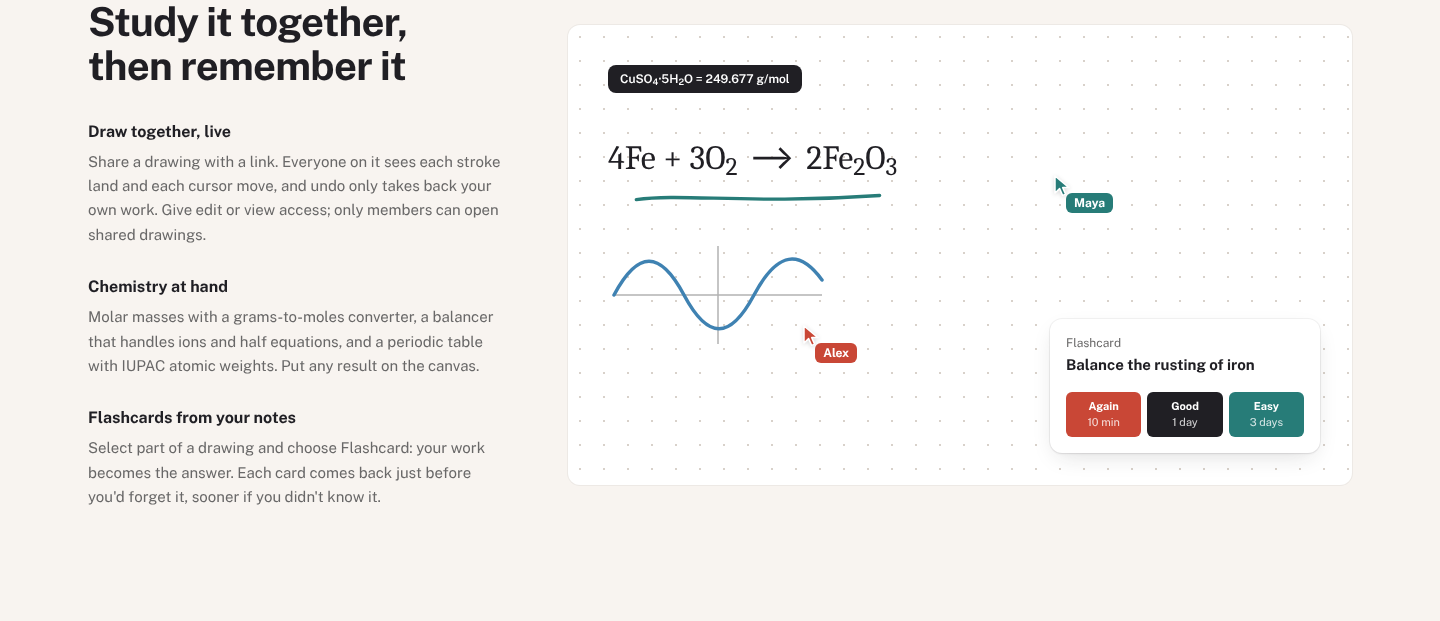 Study it together,
then remember it
Draw together, live
Share a drawing with a link. Everyone on it sees each stroke
land and each cursor move, and undo only takes back your
own work. Give edit or view access; only members can open
shared drawings.
Chemistry at hand
Molar masses with a grams-to-moles converter, a balancer
that handles ions and half equations, and a periodic table
with IUPAC atomic weights. Put any result on the canvas.
Flashcards from your notes
Select part of a drawing and choose Flashcard: your work
becomes the answer. Each card comes back just before
you'd forget it, sooner if you didn't know it.
CuSO₄·5H₂O = 249.677 g/mol
4Fe + 3O₂ ⟶ 2Fe₂O₃
Maya
Alex
Flashcard
Balance the rusting of iron
Again Good Easy
10 min 1 day 3 days